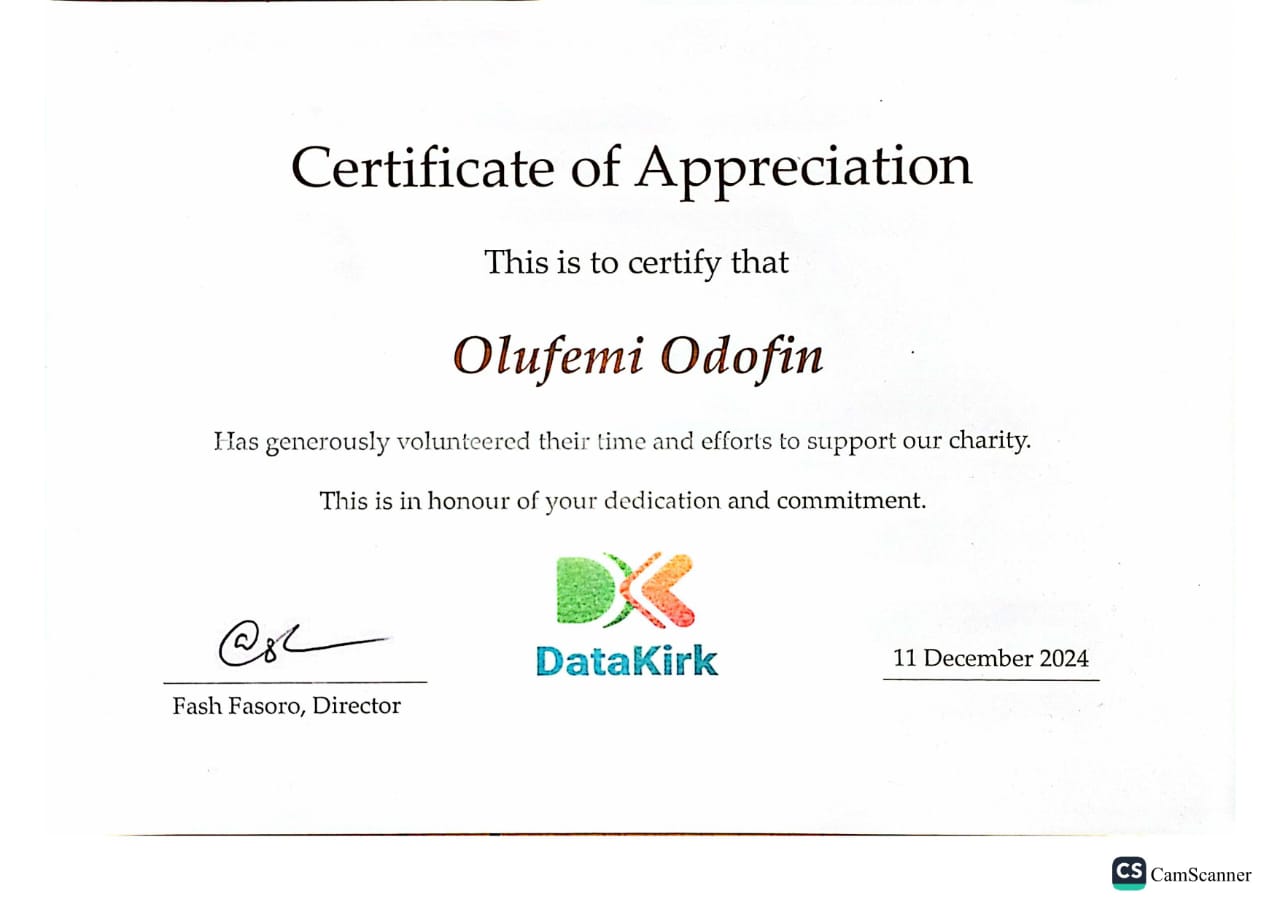 Certificate of Appreciation
This is to certify that
Olufemi Odofin
Has generously volunteered their time and efforts to support our charity.
This is in honour of your dedication and commitment.
DK
DataKirk
11 December 2024
Fash Fasoro, Director
CS CamScanner